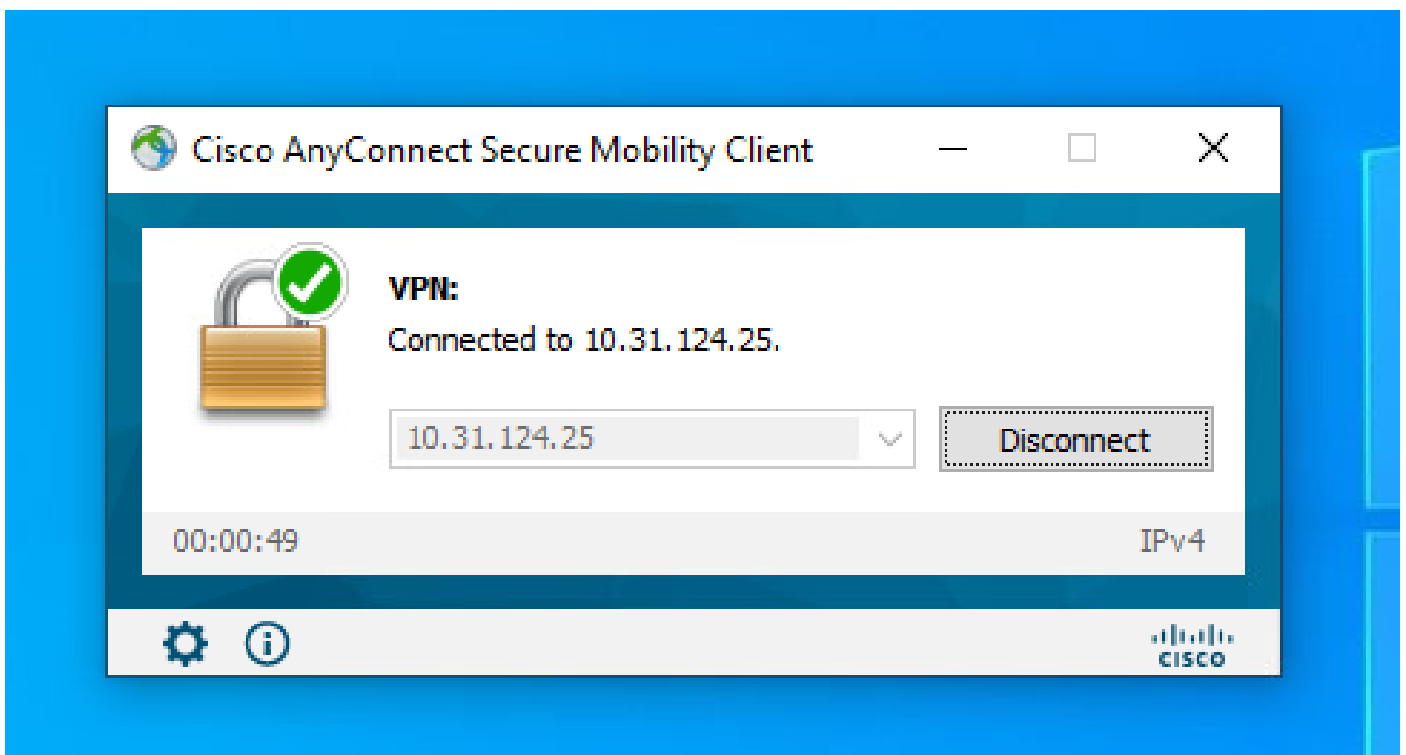 Cisco AnyConnect Secure Mobility Client
VPN:
Connected to 10.31.124.25.
10.31.124.25
Disconnect
00:00:49
IPv4
CISCO